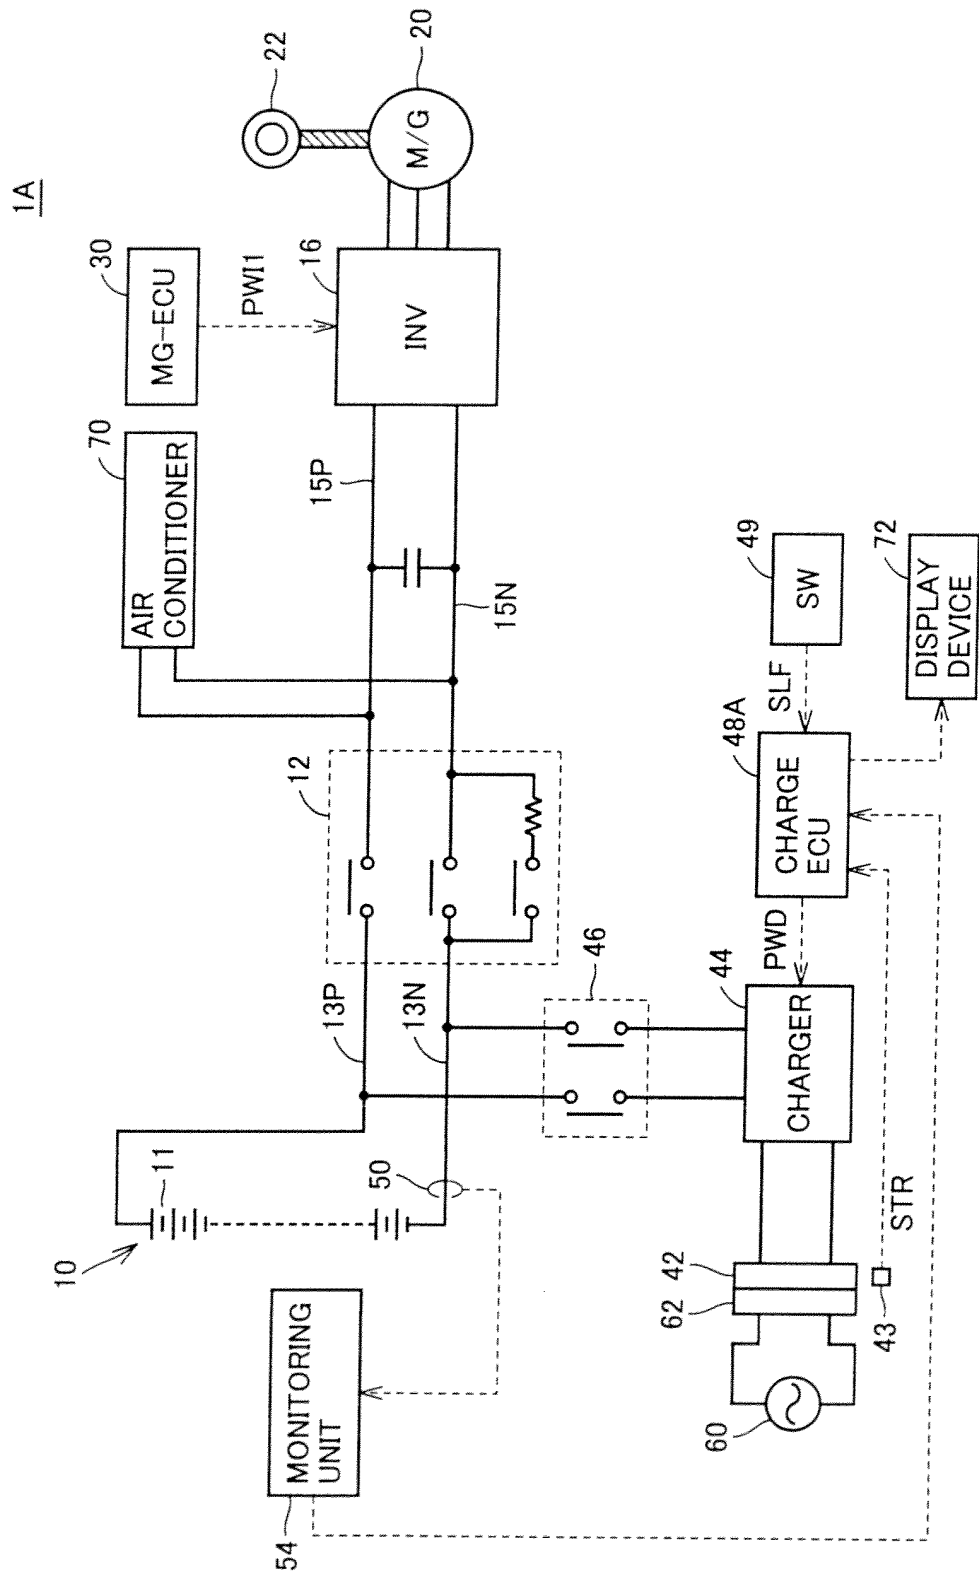 1A
22
20
M/G
30
MG-ECU
PWI1
16
INV
70
AIR
CONDITIONER
15P
15N
12
13P
13N
46
10
11
50
MONITORING
UNIT
54
49
SW
SLF
72
DISPLAY
DEVICE
48A
CHARGE
ECU
PWD
44
CHARGER
42
62
43
STR
60